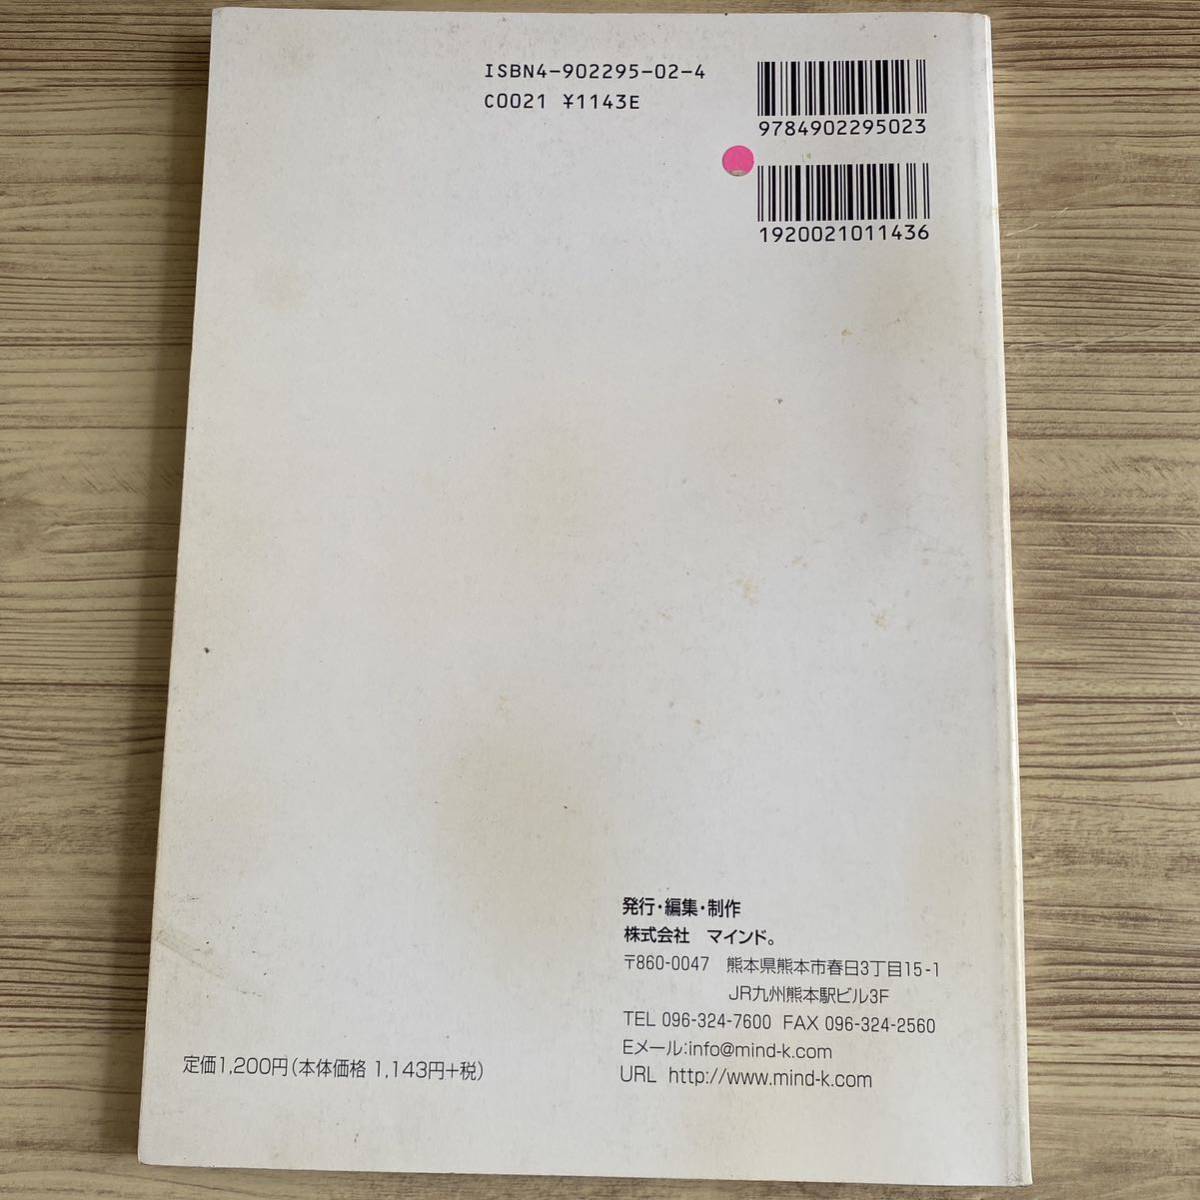 ISBN4-902295-02-4
C0021 ¥1143E
9784902295023
1920021011436
発行・編集・制作
株式会社 マインド。
〒860-0047 熊本県熊本市春日3丁目15-1
JR九州熊本駅ビル3F
TEL 096-324-7600 FAX 096-324-2560
Eメール:info@mind-k.com
URL http://www.mind-k.com
定価1,200円(本体価格 1,143円+税)